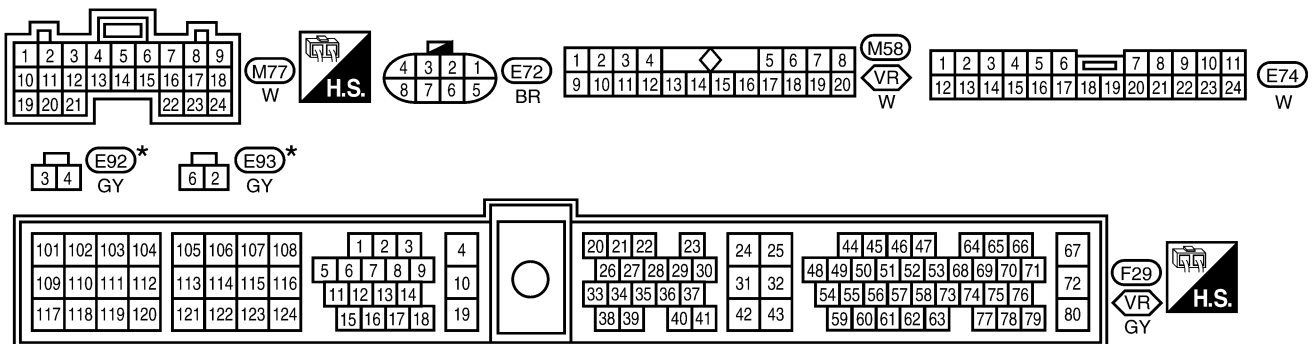 1 2 3 4 5 6 7 8 9
10 11 12 13 14 15 16 17 18
19 20 21 22 23 24
M77
W
H.S.
4 3 2 1
8 7 6 5
E72
BR
1 2 3 4 5 6 7 8
9 10 11 12 13 14 15 16 17 18 19 20
M58
VR
W
1 2 3 4 5 6 7 8 9 10 11
12 13 14 15 16 17 18 19 20 21 22 23 24
E74
W
3 4
E92 *
GY
6 2
E93 *
GY
101 102 103 104 105 106 107 108 1 2 3 4 20 21 22 23 24 25 44 45 46 47 64 65 66 67
5 6 7 8 9 26 27 28 29 30 48 49 50 51 52 53 68 69 70 71
109 110 111 112 113 114 115 116 10 31 32 72
11 12 13 14 33 34 35 36 37 54 55 56 57 58 73 74 75 76
117 118 119 120 121 122 123 124 15 16 17 18 19 38 39 40 41 42 43 59 60 61 62 63 77 78 79 80
F29
VR
GY
H.S.